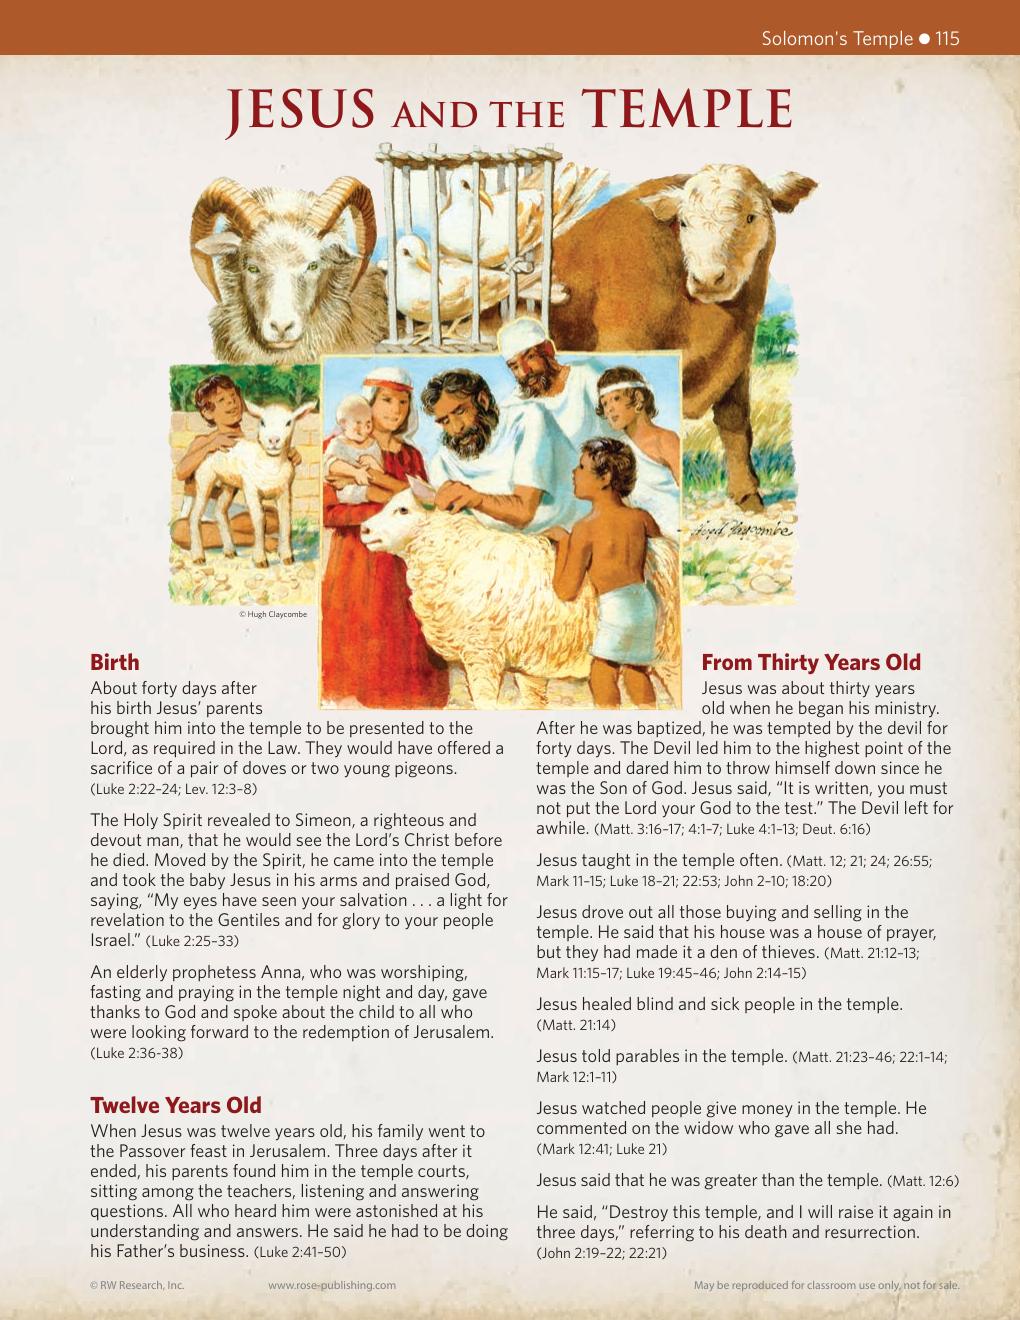 Solomon's Temple ● 115
JESUS AND THE TEMPLE
Hugh Claycombe
© Hugh Claycombe
Birth
About forty days after
his birth Jesus’ parents
brought him into the temple to be presented to the
Lord, as required in the Law. They would have offered a
sacrifice of a pair of doves or two young pigeons.
(Luke 2:22–24; Lev. 12:3–8)
The Holy Spirit revealed to Simeon, a righteous and
devout man, that he would see the Lord’s Christ before
he died. Moved by the Spirit, he came into the temple
and took the baby Jesus in his arms and praised God,
saying, “My eyes have seen your salvation . . . a light for
revelation to the Gentiles and for glory to your people
Israel.” (Luke 2:25–33)
An elderly prophetess Anna, who was worshiping,
fasting and praying in the temple night and day, gave
thanks to God and spoke about the child to all who
were looking forward to the redemption of Jerusalem.
(Luke 2:36-38)
Twelve Years Old
When Jesus was twelve years old, his family went to
the Passover feast in Jerusalem. Three days after it
ended, his parents found him in the temple courts,
sitting among the teachers, listening and answering
questions. All who heard him were astonished at his
understanding and answers. He said he had to be doing
his Father’s business. (Luke 2:41–50)
From Thirty Years Old
Jesus was about thirty years
old when he began his ministry.
After he was baptized, he was tempted by the devil for
forty days. The Devil led him to the highest point of the
temple and dared him to throw himself down since he
was the Son of God. Jesus said, “It is written, you must
not put the Lord your God to the test.” The Devil left for
awhile. (Matt. 3:16–17; 4:1–7; Luke 4:1–13; Deut. 6:16)
Jesus taught in the temple often. (Matt. 12; 21; 24; 26:55;
Mark 11–15; Luke 18–21; 22:53; John 2–10; 18:20)
Jesus drove out all those buying and selling in the
temple. He said that his house was a house of prayer,
but they had made it a den of thieves. (Matt. 21:12–13;
Mark 11:15–17; Luke 19:45–46; John 2:14–15)
Jesus healed blind and sick people in the temple.
(Matt. 21:14)
Jesus told parables in the temple. (Matt. 21:23–46; 22:1–14;
Mark 12:1–11)
Jesus watched people give money in the temple. He
commented on the widow who gave all she had.
(Mark 12:41; Luke 21)
Jesus said that he was greater than the temple. (Matt. 12:6)
He said, “Destroy this temple, and I will raise it again in
three days,” referring to his death and resurrection.
(John 2:19–22; 22:21)
© RW Research, Inc. www.rose-publishing.com May be reproduced for classroom use only, not for sale.